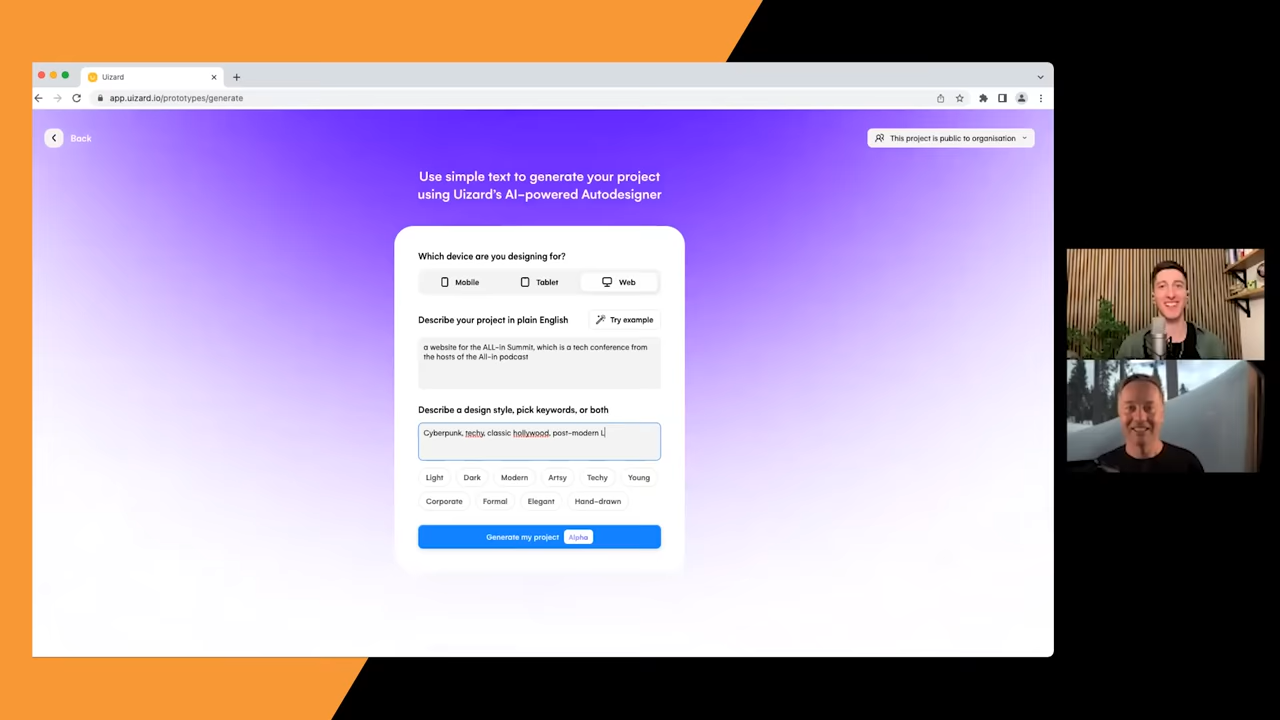 Uizard
app.uizard.io/prototypes/generate
Back
This project is public to organisation
Use simple text to generate your project
using Uizard's AI-powered Autodesigner
Which device are you designing for?
Mobile Tablet Web
Describe your project in plain English Try example
a website for the ALL-in Summit, which is a tech conference from
the hosts of the All-in podcast
Describe a design style, pick keywords, or both
Cyberpunk, techy, classic hollywood, post-modern L
Light Dark Modern Artsy Techy Young
Corporate Formal Elegant Hand-drawn
Generate my project Alpha